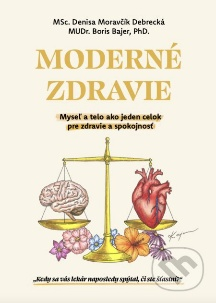 MSc. Denisa Moravčík Debrecká
MUDr. Boris Bajer, PhD.
MODERNÉ
ZDRAVIE
Myseľ a telo ako jeden celok
pre zdravie a spokojnosť
„Kedy sa vás lekár naposledy spýtal, či ste šťastní?“